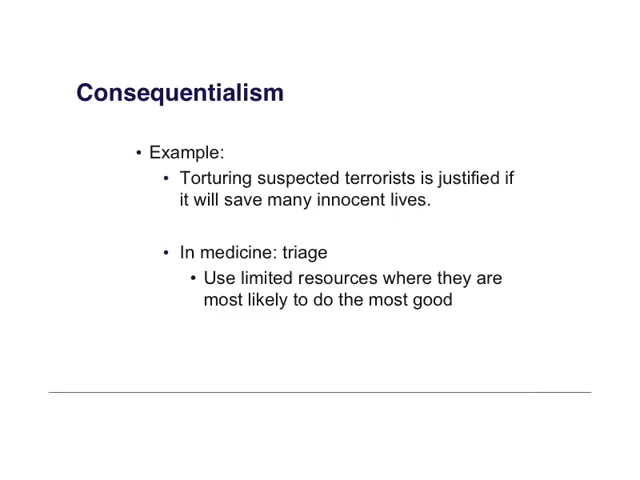 Consequentialism
• Example:
• Torturing suspected terrorists is justified if
it will save many innocent lives.
• In medicine: triage
• Use limited resources where they are
most likely to do the most good